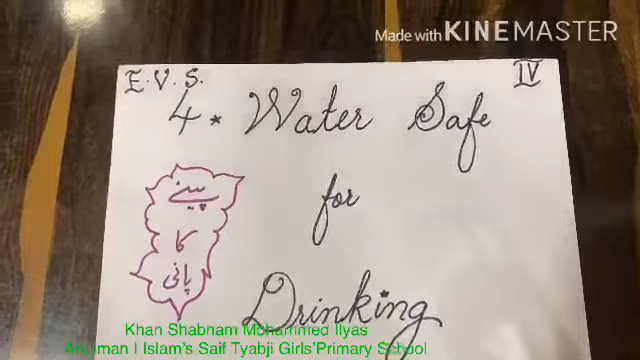 Made with KINEMASTER
E.V.S.
IV
4. Water Safe
for
Drinking
پینے
کا
پانی
Khan Shabnam Mohammed Ilyas
Anjuman I Islam's Saif Tyabji Girls'Primary School